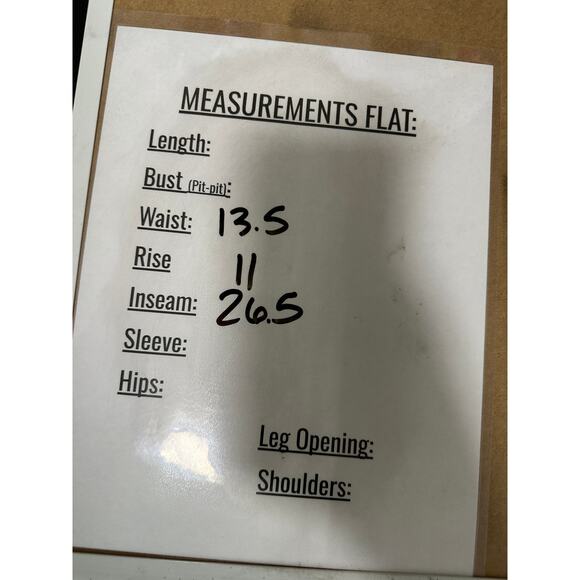 MEASUREMENTS FLAT:
Length:
Bust (Pit-pit):
Waist: 13.5
Rise 11
Inseam: 26.5
Sleeve:
Hips:
Leg Opening:
Shoulders: